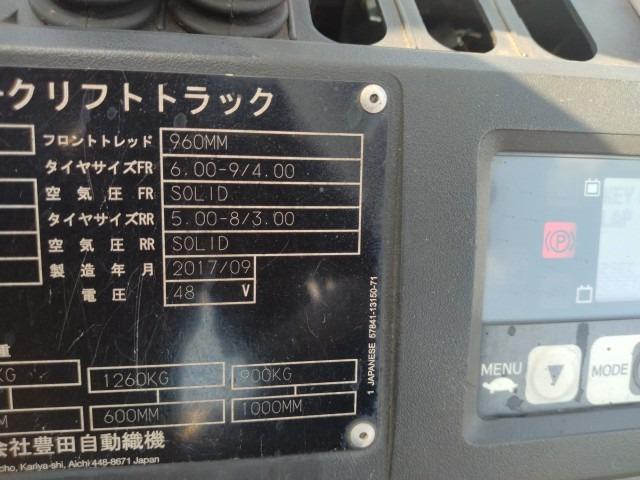 ークリフトトラック
フロントトレッド 960MM
タイヤサイズFR 6.00-9/4.00
空気圧 FR SOLID
タイヤサイズRR 5.00-8/3.00
空気圧 RR SOLID
製造年月 2017/09
電圧 48 V
重
KG 1260KG 900KG
M 600MM 1000MM
会社豊田自動織機
cho, Kariya-shi, Aichi 448-8671 Japan
1 JAPANESE 57841-13150-71
KEY
LAP
P
MENU
MODE